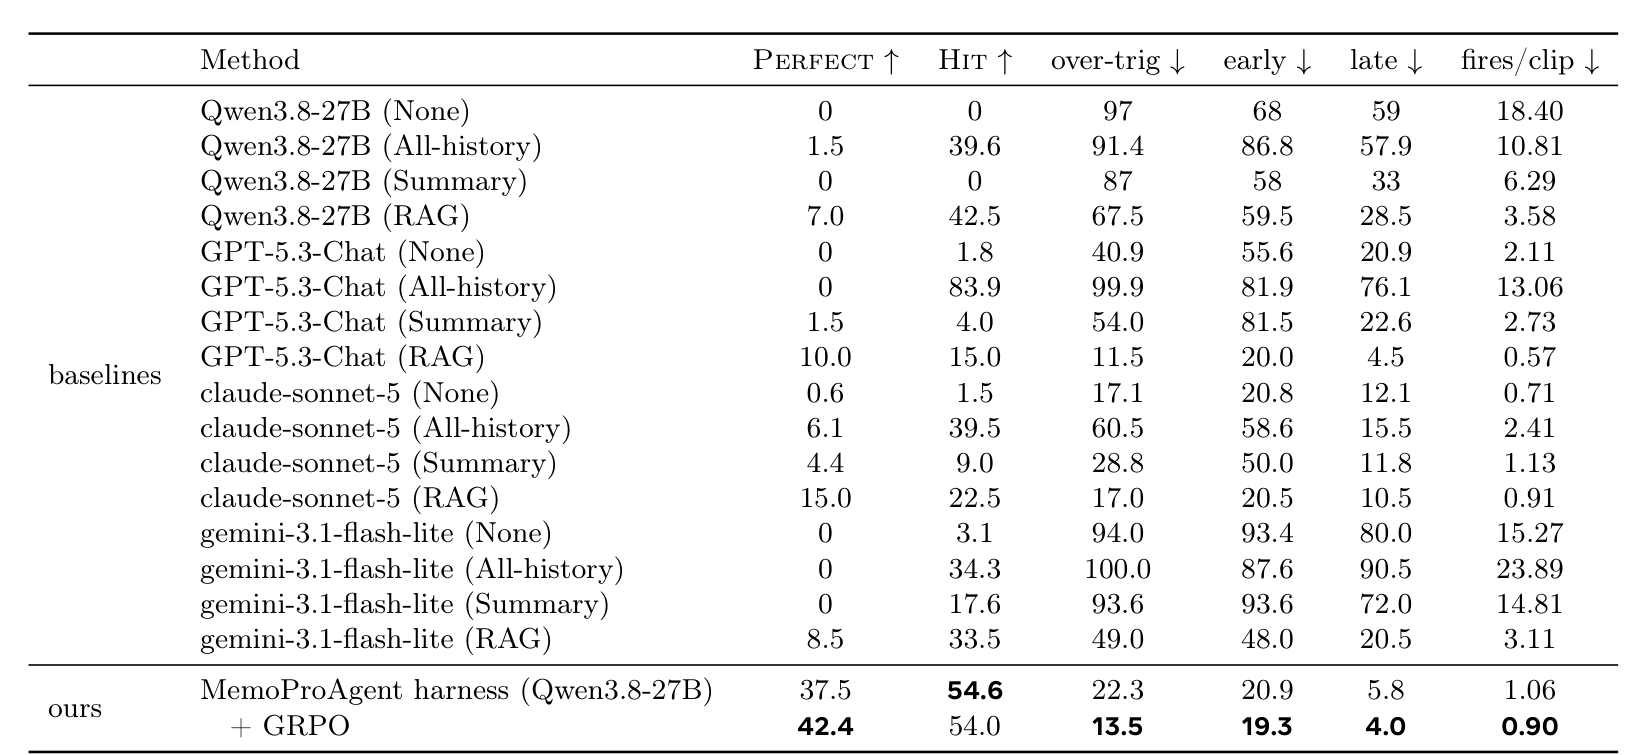 Method PERFECT ↑ HIT ↑ over-trig ↓ early ↓ late ↓ fires/clip ↓
Qwen3.8-27B (None) 0 0 97 68 59 18.40
Qwen3.8-27B (All-history) 1.5 39.6 91.4 86.8 57.9 10.81
Qwen3.8-27B (Summary) 0 0 87 58 33 6.29
Qwen3.8-27B (RAG) 7.0 42.5 67.5 59.5 28.5 3.58
GPT-5.3-Chat (None) 0 1.8 40.9 55.6 20.9 2.11
GPT-5.3-Chat (All-history) 0 83.9 99.9 81.9 76.1 13.06
GPT-5.3-Chat (Summary) 1.5 4.0 54.0 81.5 22.6 2.73
GPT-5.3-Chat (RAG) 10.0 15.0 11.5 20.0 4.5 0.57
baselines
claude-sonnet-5 (None) 0.6 1.5 17.1 20.8 12.1 0.71
claude-sonnet-5 (All-history) 6.1 39.5 60.5 58.6 15.5 2.41
claude-sonnet-5 (Summary) 4.4 9.0 28.8 50.0 11.8 1.13
claude-sonnet-5 (RAG) 15.0 22.5 17.0 20.5 10.5 0.91
gemini-3.1-flash-lite (None) 0 3.1 94.0 93.4 80.0 15.27
gemini-3.1-flash-lite (All-history) 0 34.3 100.0 87.6 90.5 23.89
gemini-3.1-flash-lite (Summary) 0 17.6 93.6 93.6 72.0 14.81
gemini-3.1-flash-lite (RAG) 8.5 33.5 49.0 48.0 20.5 3.11
MemoProAgent harness (Qwen3.8-27B) 37.5 54.6 22.3 20.9 5.8 1.06
ours
+ GRPO 42.4 54.0 13.5 19.3 4.0 0.90